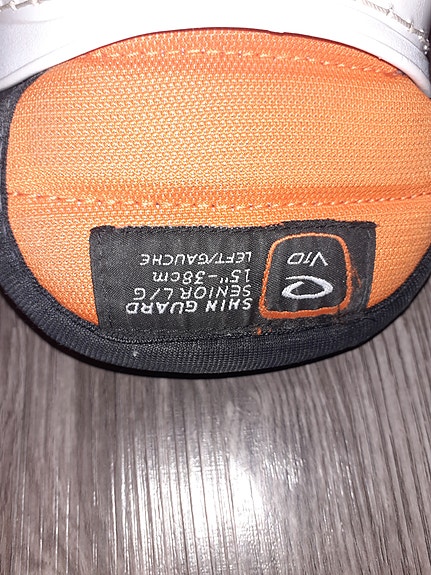 SHIN GUARD
SENIOR L/G
15"-38cm
LEFT/GAUCHE
V10